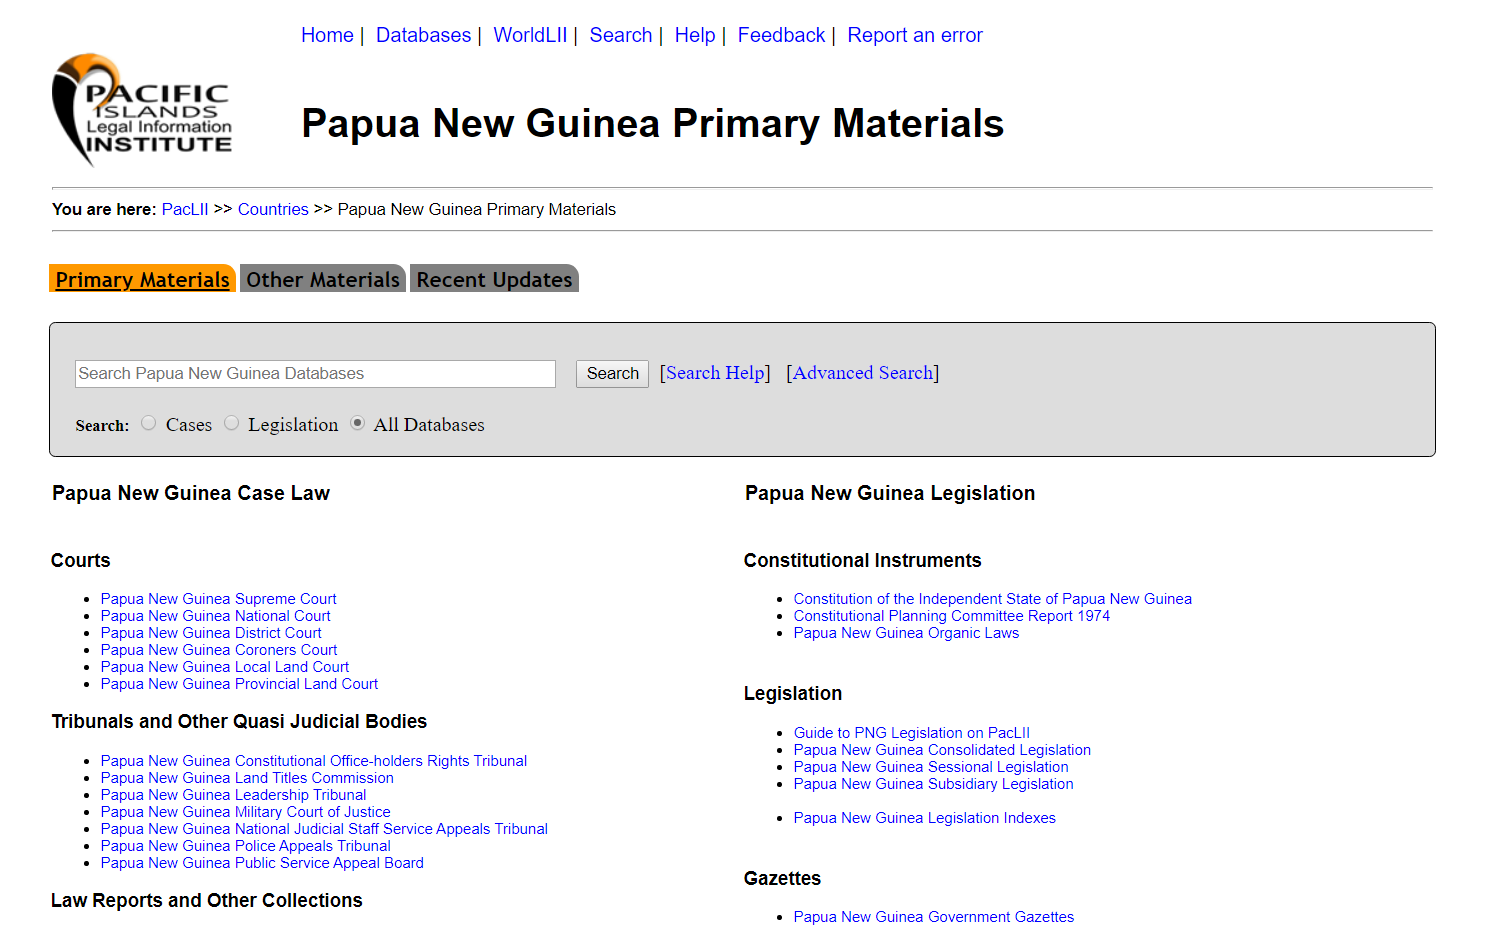 Home | Databases | WorldLII | Search | Help | Feedback | Report an error
PACIFIC
ISLANDS
Legal Information
INSTITUTE
Papua New Guinea Primary Materials
You are here: PacLII >> Countries >> Papua New Guinea Primary Materials
Primary Materials Other Materials Recent Updates
Search Papua New Guinea Databases Search [Search Help] [Advanced Search]
Search: Cases Legislation All Databases
Papua New Guinea Case Law
Courts
Papua New Guinea Supreme Court
Papua New Guinea National Court
Papua New Guinea District Court
Papua New Guinea Coroners Court
Papua New Guinea Local Land Court
Papua New Guinea Provincial Land Court
Tribunals and Other Quasi Judicial Bodies
Papua New Guinea Constitutional Office-holders Rights Tribunal
Papua New Guinea Land Titles Commission
Papua New Guinea Leadership Tribunal
Papua New Guinea Military Court of Justice
Papua New Guinea National Judicial Staff Service Appeals Tribunal
Papua New Guinea Police Appeals Tribunal
Papua New Guinea Public Service Appeal Board
Law Reports and Other Collections
Papua New Guinea Legislation
Constitutional Instruments
Constitution of the Independent State of Papua New Guinea
Constitutional Planning Committee Report 1974
Papua New Guinea Organic Laws
Legislation
Guide to PNG Legislation on PacLII
Papua New Guinea Consolidated Legislation
Papua New Guinea Sessional Legislation
Papua New Guinea Subsidiary Legislation
Papua New Guinea Legislation Indexes
Gazettes
Papua New Guinea Government Gazettes